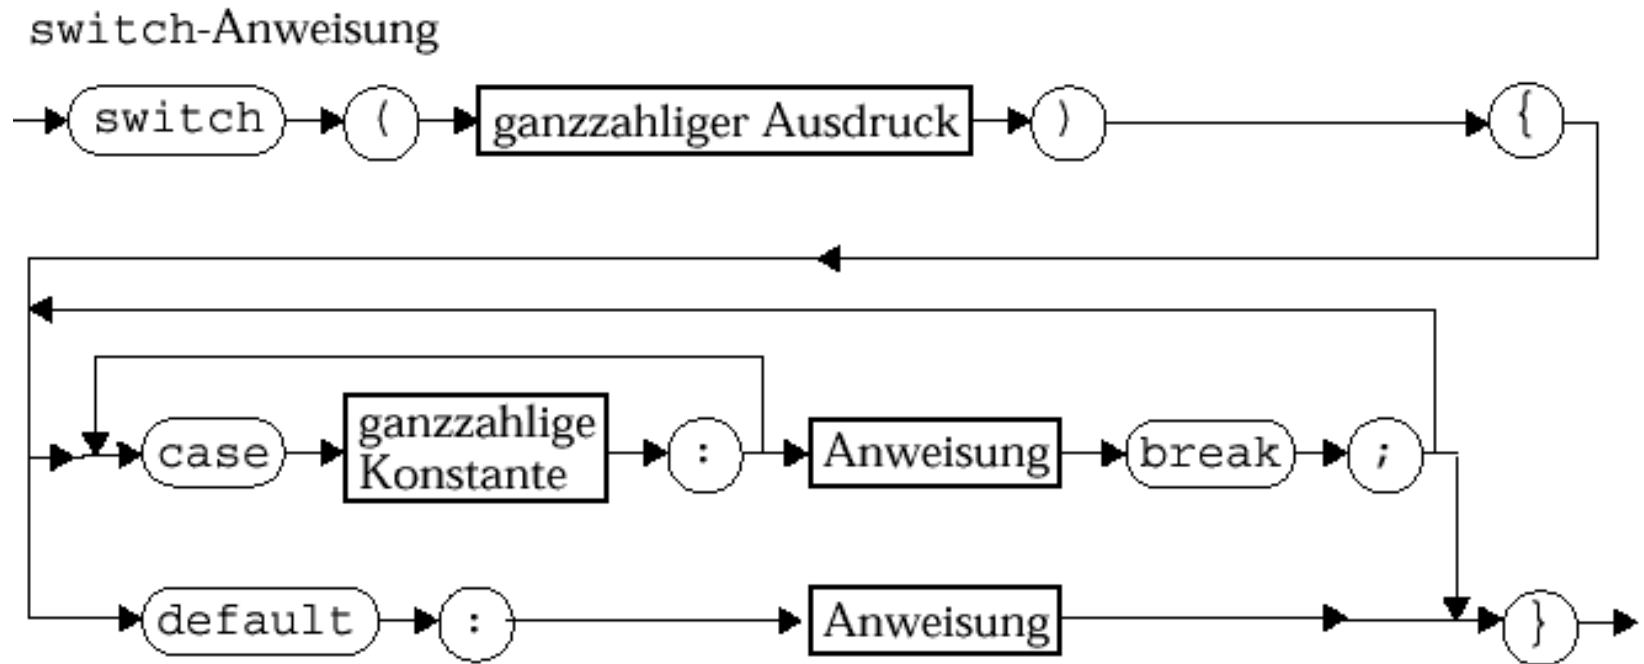 switch-Anweisung
switch ( ganzzahliger Ausdruck ) {
case ganzzahlige Konstante : Anweisung break ;
default : Anweisung }